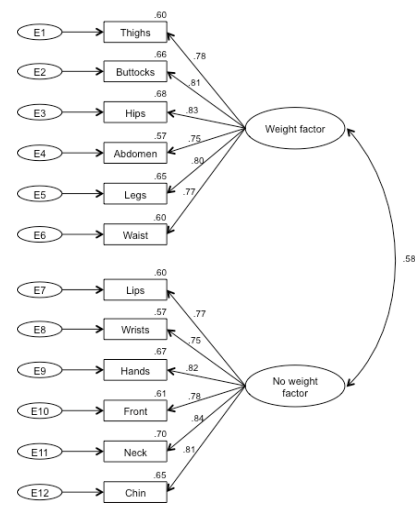 .60
E1 Thighs
.78
.66
E2 Buttocks
.81
.68
E3 Hips
.83
Weight factor
.57
E4 Abdomen
.75
.65
.80
E5 Legs
.77
.60
E6 Waist
.58
.60
E7 Lips
.77
.57
E8 Wrists
.75
.67
E9 Hands
.82
No weight
factor
.61
.78
E10 Front
.84
.70
E11 Neck
.81
.65
E12 Chin